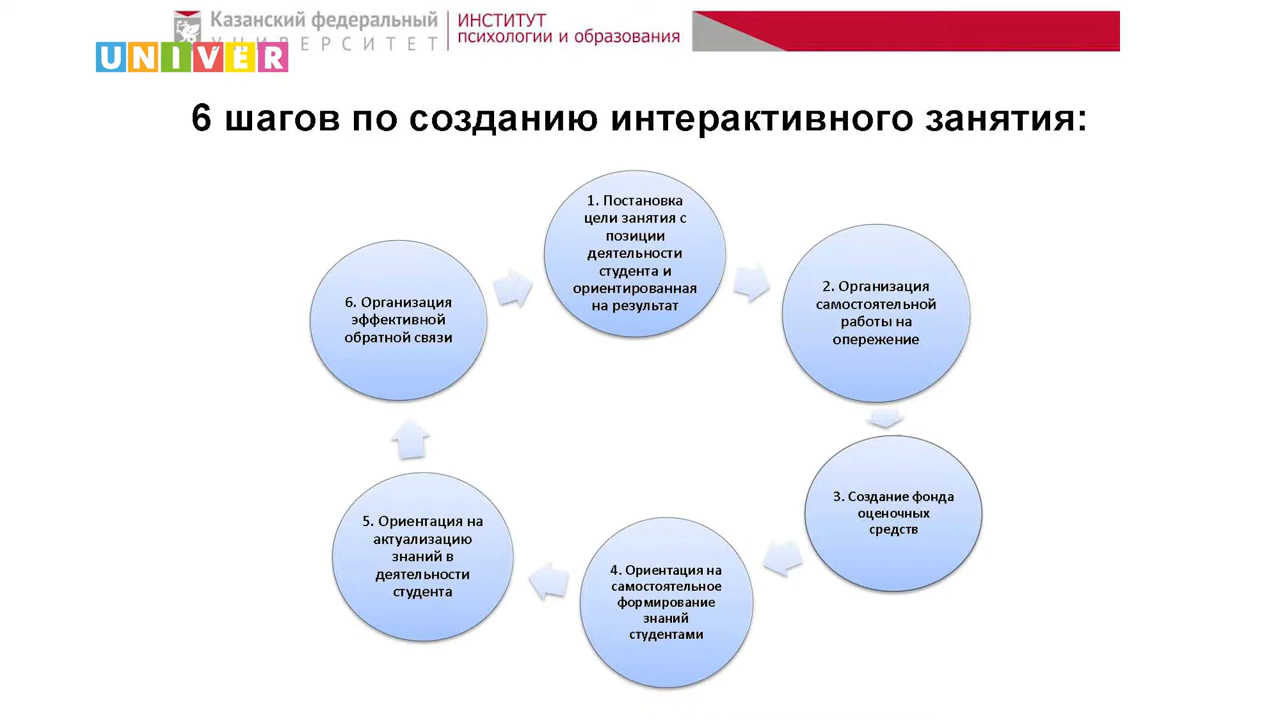 Казанский федеральный
УНИВЕРСИТЕТ
ИНСТИТУТ
психологии и образования
UNIVER
6 шагов по созданию интерактивного занятия:
1. Постановка
цели занятия с
позиции
деятельности
студента и
ориентированная
на результат
2. Организация
самостоятельной
работы на
опережение
3. Создание фонда
оценочных
средств
4. Ориентация на
самостоятельное
формирование
знаний
студентами
5. Ориентация на
актуализацию
знаний в
деятельности
студента
6. Организация
эффективной
обратной связи